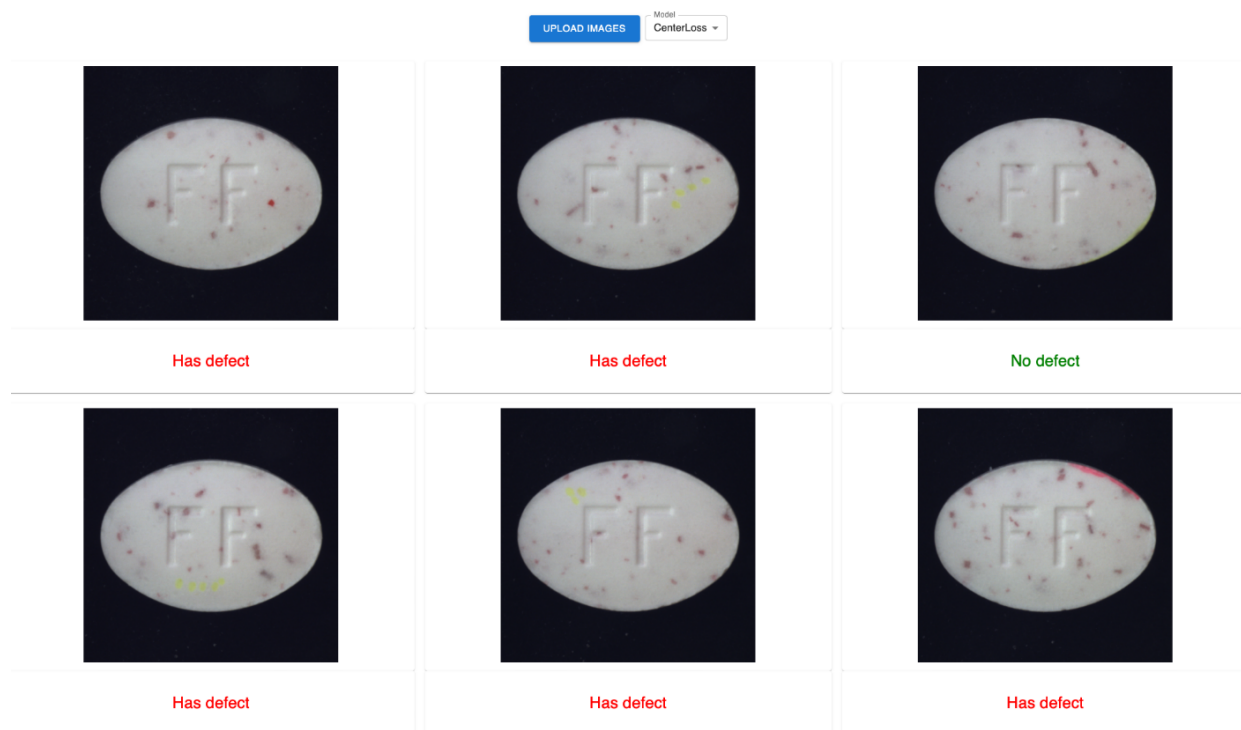 Model
UPLOAD IMAGES
CenterLoss
FF
FF
FF
Has defect
Has defect
No defect
FF
FF
FF
Has defect
Has defect
Has defect